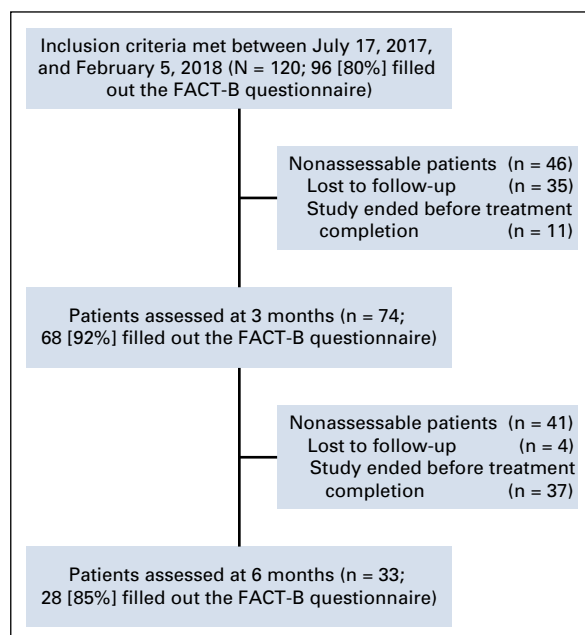 Inclusion criteria met between July 17, 2017,
and February 5, 2018 (N = 120; 96 [80%] filled
out the FACT-B questionnaire)
Nonassessable patients (n = 46)
Lost to follow-up (n = 35)
Study ended before treatment
completion (n = 11)
Patients assessed at 3 months (n = 74;
68 [92%] filled out the FACT-B questionnaire)
Nonassessable patients (n = 41)
Lost to follow-up (n = 4)
Study ended before treatment
completion (n = 37)
Patients assessed at 6 months (n = 33;
28 [85%] filled out the FACT-B questionnaire)